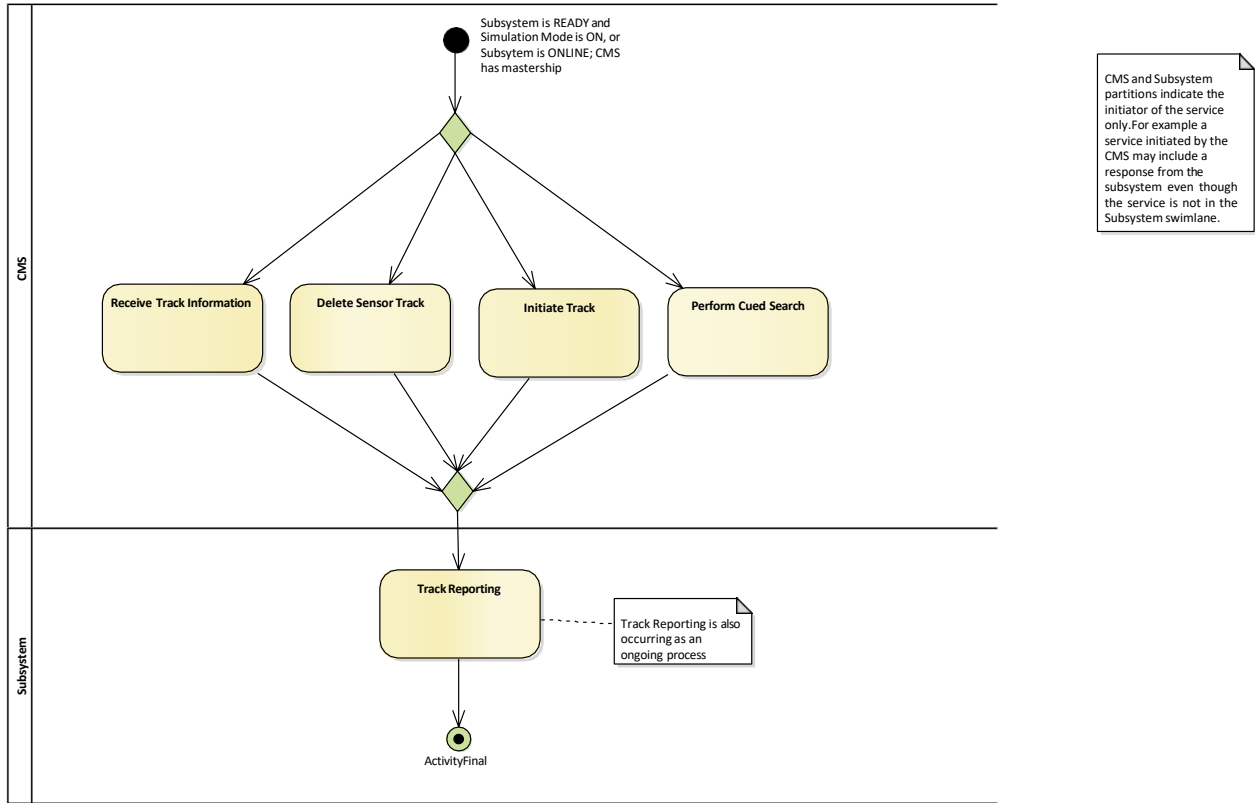 Subsystem is READY and
Simulation Mode is ON, or
Subsytem is ONLINE; CMS
has mastership
CMS and Subsystem
partitions indicate the
initiator of the service
only.For example a
service initiated by the
CMS may include a
response from the
subsystem even though
the service is not in the
Subsystem swimlane.
CMS
Receive Track Information
Delete Sensor Track
Initiate Track
Perform Cued Search
Subsystem
Track Reporting
Track Reporting is also
occurring as an
ongoing process
ActivityFinal